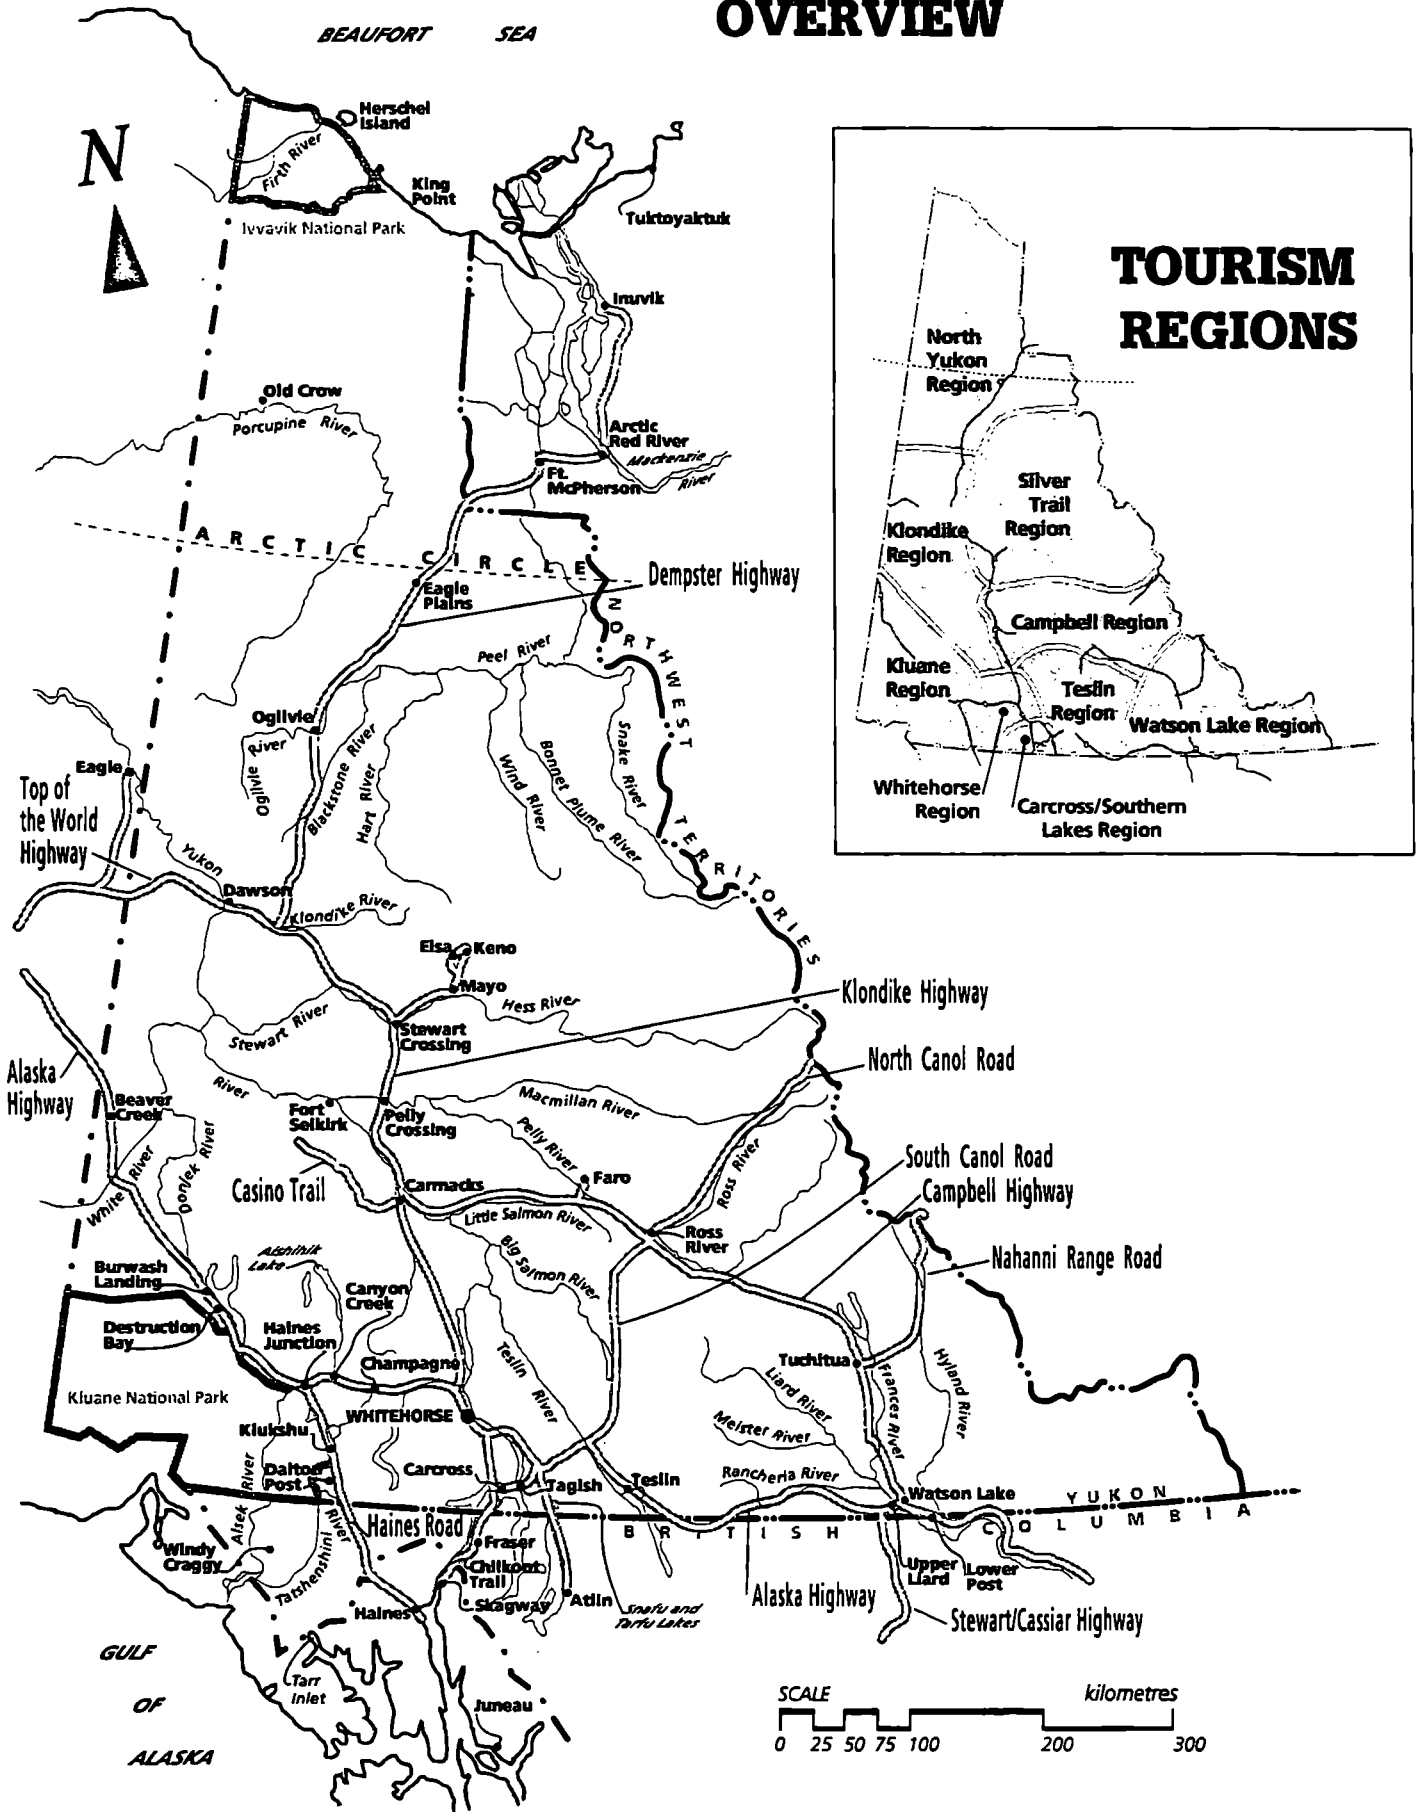 OVERVIEW
BEAUFORT SEA
Herschel
Island
N
Firth River
King
Point
Ivvavik National Park
Tuktoyaktuk
Inuvik
Old Crow
Porcupine River
Arctic
Red River
Mackenzie
River
Ft.
McPherson
ARCTIC CIRCLE
Eagle
Plains
Dempster Highway
NORTHWEST TERRITORIES
Peel River
Ogilvie
Ogilvie River
Blackstone River
Hart River
Wind River
Bonnet Plume River
Snake River
Eagle
Top of
the World
Highway
Yukon
Dawson
Klondike River
Elsa
Keno
Mayo
Hess River
Klondike Highway
Stewart River
Stewart
Crossing
North Canol Road
Alaska
Highway
Beaver
Creek
River
Fort
Selkirk
Pelly
Crossing
Macmillan River
Pelly River
Ross River
South Canol Road
Campbell Highway
White River
Donjek River
Casino Trail
Carmacks
Faro
Little Salmon River
Ross
River
Nahanni Range Road
Big Salmon River
Aishihik
Lake
Burwash
Landing
Canyon
Creek
Destruction
Bay
Haines
Junction
Champagne
Teslin River
Tuchitua
Frances River
Hyland River
Liard River
Meister River
Kluane National Park
WHITEHORSE
Klukshu
Carcross
Dalton
Post
Alsek River
Tagish
Teslin
Rancheria River
Watson Lake
YUKON
BRITISH COLUMBIA
Haines Road
Windy
Craggy
Tatshenshini River
Fraser
Chilkoot
Trail
Skagway
Haines
Atlin
Snafu and
Tarfu Lakes
Alaska Highway
Upper
Liard
Lower
Post
Stewart/Cassiar Highway
GULF
OF
ALASKA
Tarr
Inlet
Juneau
SCALE kilometres
0 25 50 75 100 200 300
TOURISM
REGIONS
North
Yukon
Region
Silver
Trail
Region
Klondike
Region
Campbell Region
Kluane
Region
Teslin
Region
Watson Lake Region
Whitehorse
Region
Carcross/Southern
Lakes Region